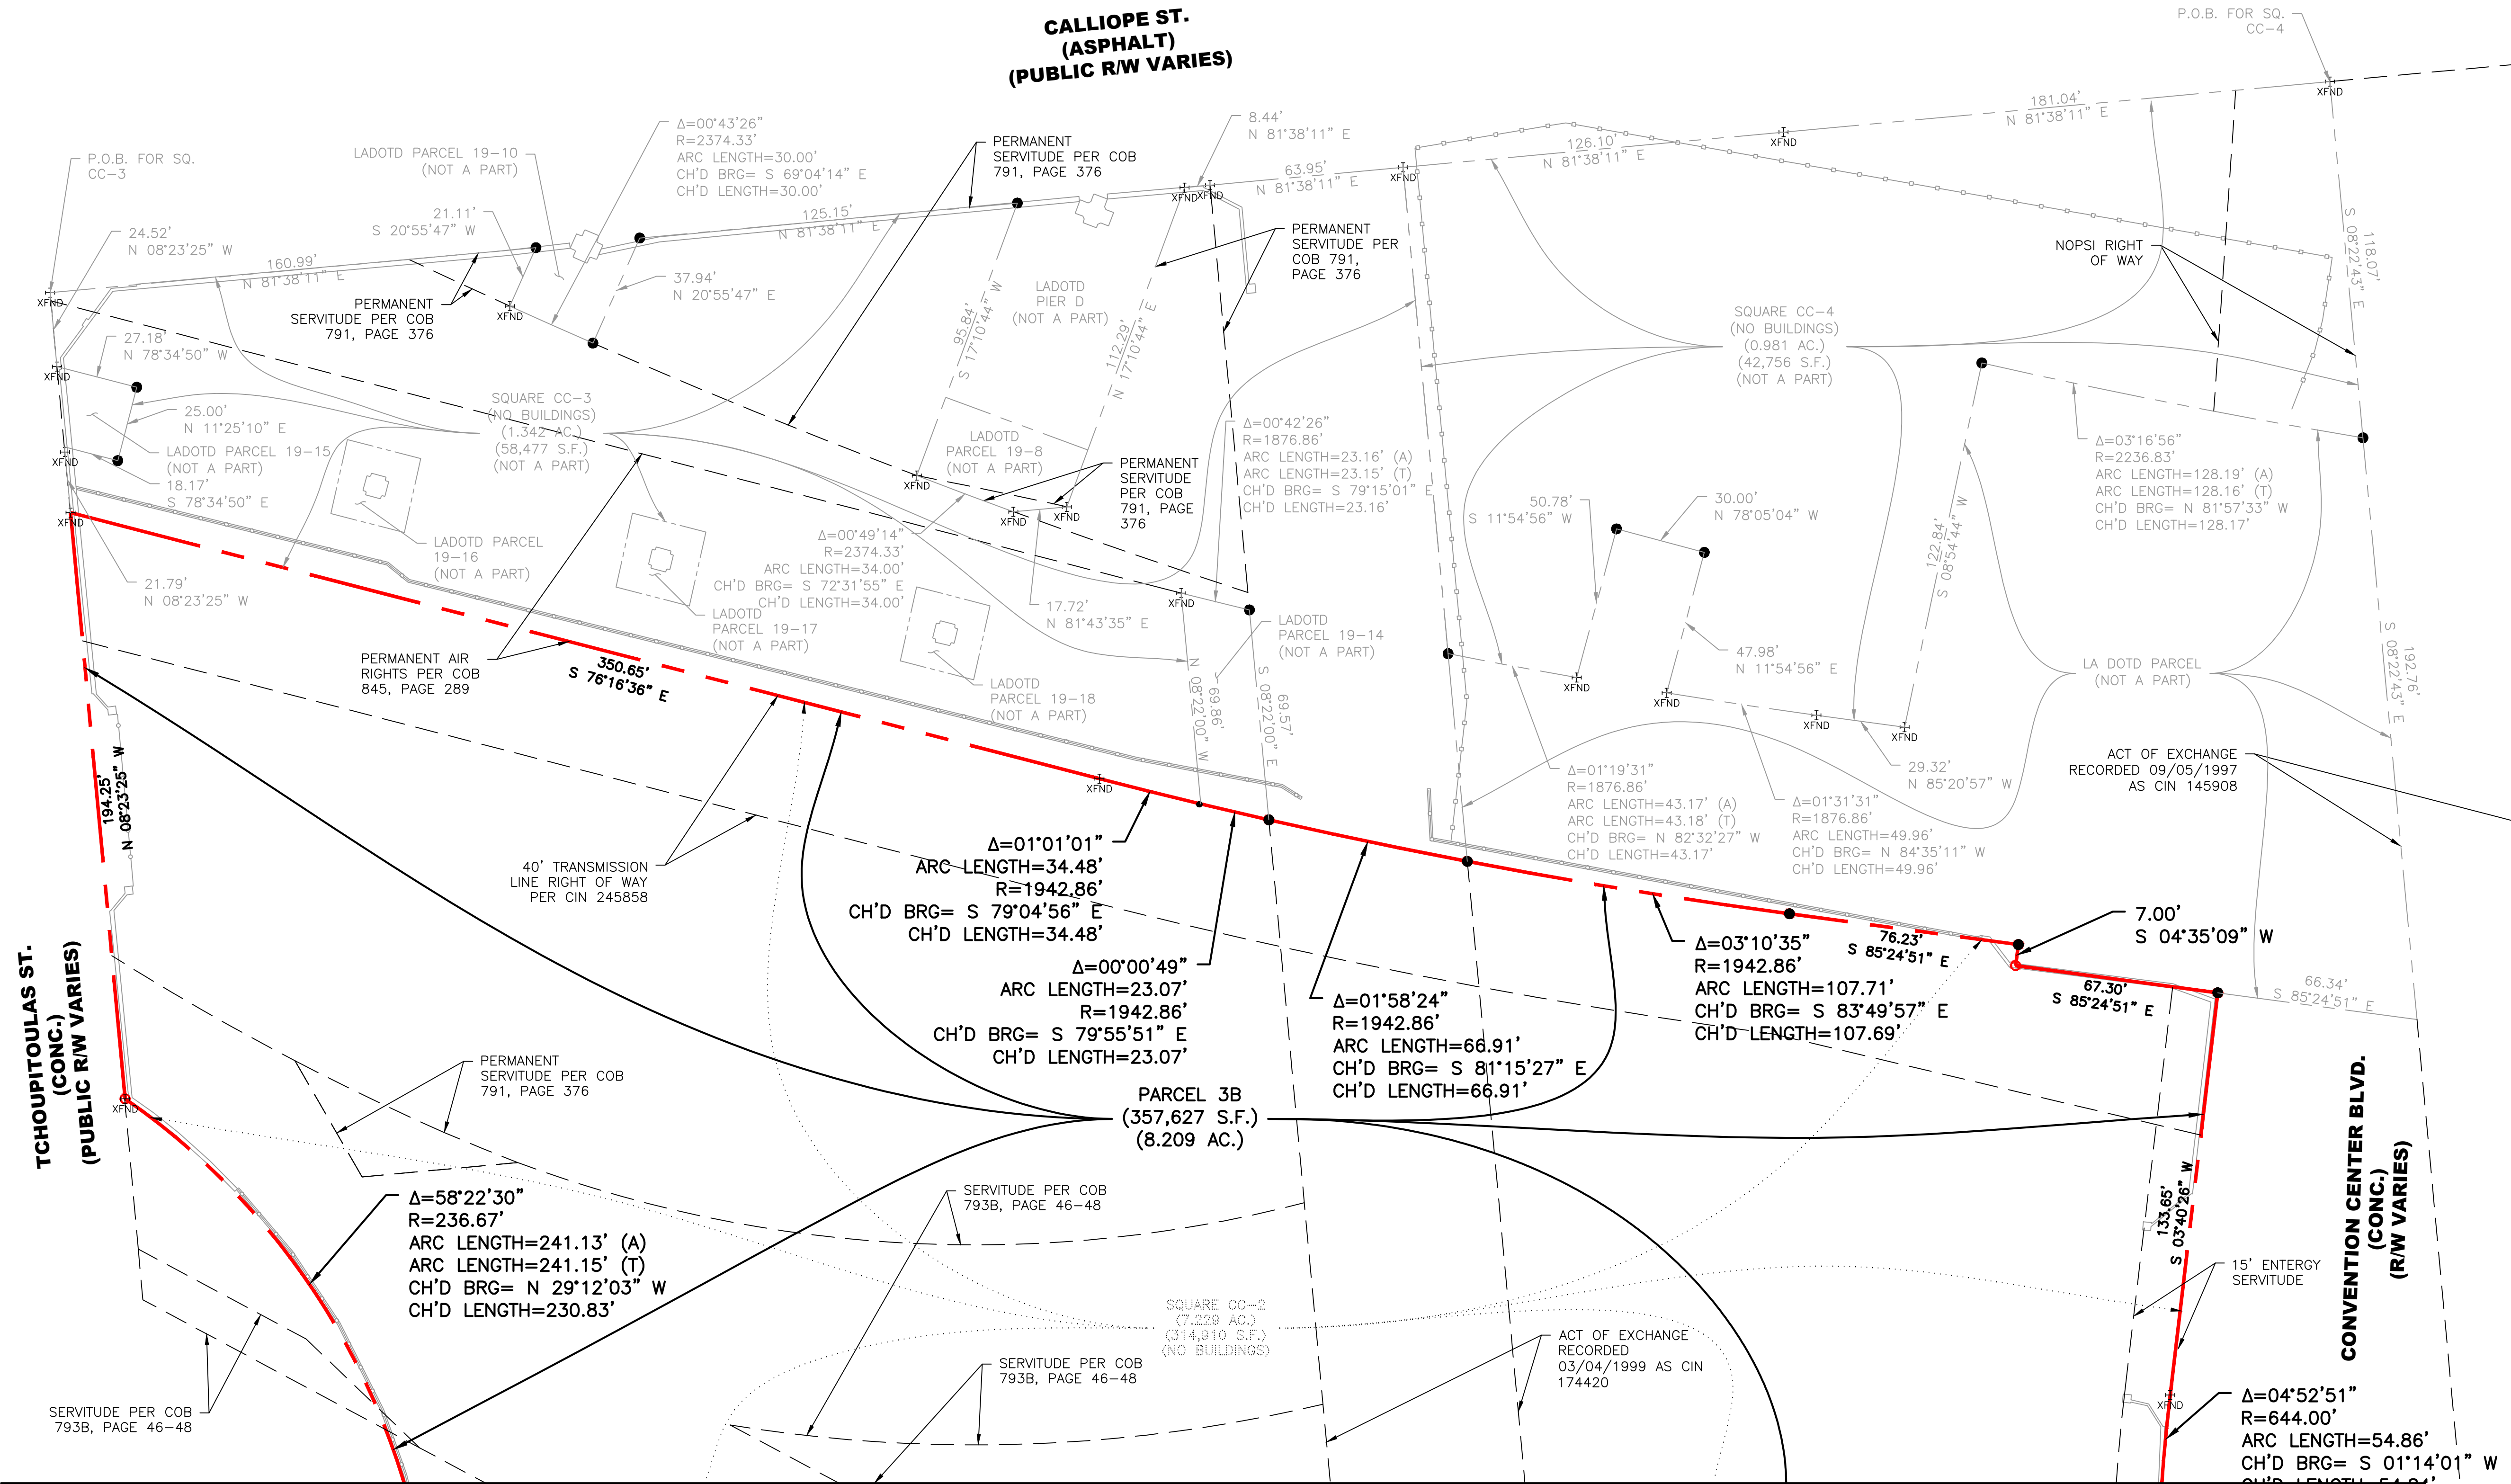 CALLIOPE ST.
(ASPHALT)
(PUBLIC R/W VARIES)
P.O.B. FOR SQ.
CC-4
P.O.B. FOR SQ.
CC-3
LADOTD PARCEL 19-10
(NOT A PART)
Δ=00°43'26"
R=2374.33'
ARC LENGTH=30.00'
CH'D BRG= S 69°04'14" E
CH'D LENGTH=30.00'
PERMANENT
SERVITUDE PER COB
791, PAGE 376
8.44'
N 81°38'11" E
63.95'
N 81°38'11" E
126.10'
N 81°38'11" E
181.04'
N 81°38'11" E
XFND
XFND
XFND
XFND
XFND
24.52'
N 08°23'25" W
21.11'
S 20°55'47" W
125.15'
N 81°38'11" E
160.99'
N 81°38'11" E
37.94'
N 20°55'47" E
PERMANENT
SERVITUDE PER COB
791, PAGE 376
XFND
XFND
LADOTD
PIER D
(NOT A PART)
95.84'
S 17°10'44" W
112.29'
N 17°10'44" E
PERMANENT
SERVITUDE PER
COB 791,
PAGE 376
NOPSI RIGHT
OF WAY
118.07'
S 08°22'43" E
SQUARE CC-4
(NO BUILDINGS)
(0.981 AC.)
(42,756 S.F.)
(NOT A PART)
27.18'
N 78°34'50" W
XFND
25.00'
N 11°25'10" E
LADOTD PARCEL 19-15
(NOT A PART)
18.17'
S 78°34'50" E
XFND
XFND
SQUARE CC-3
(NO BUILDINGS)
(1.342 AC.)
(58,477 S.F.)
(NOT A PART)
LADOTD
PARCEL 19-8
(NOT A PART)
PERMANENT
SERVITUDE
PER COB
791, PAGE
376
XFND
XFND
XFND
Δ=00°42'26"
R=1876.86'
ARC LENGTH=23.16' (A)
ARC LENGTH=23.15' (T)
CH'D BRG= S 79°15'01" E
CH'D LENGTH=23.16'
Δ=03°16'56"
R=2236.83'
ARC LENGTH=128.19' (A)
ARC LENGTH=128.16' (T)
CH'D BRG= N 81°57'33" W
CH'D LENGTH=128.17'
50.78'
S 11°54'56" W
30.00'
N 78°05'04" W
122.84'
S 08°54'44" W
21.79'
N 08°23'25" W
LADOTD PARCEL
19-16
(NOT A PART)
Δ=00°49'14"
R=2374.33'
ARC LENGTH=34.00'
CH'D BRG= S 72°31'55" E
CH'D LENGTH=34.00'
LADOTD
PARCEL 19-17
(NOT A PART)
17.72'
N 81°43'35" E
XFND
LADOTD
PARCEL 19-14
(NOT A PART)
PERMANENT AIR
RIGHTS PER COB
845, PAGE 289
350.65'
S 76°16'36" E
LADOTD
PARCEL 19-18
(NOT A PART)
N 08°22'00" W
69.86'
S 08°22'00" E
69.57'
47.98'
N 11°54'56" E
XFND
XFND
XFND
XFND
29.32'
N 85°20'57" W
LA DOTD PARCEL
(NOT A PART)
192.76'
S 08°22'43" E
ACT OF EXCHANGE
RECORDED 09/05/1997
AS CIN 145908
194.25'
N 08°23'25" W
40' TRANSMISSION
LINE RIGHT OF WAY
PER CIN 245858
XFND
Δ=01°01'01"
ARC LENGTH=34.48'
R=1942.86'
CH'D BRG= S 79°04'56" E
CH'D LENGTH=34.48'
Δ=01°19'31"
R=1876.86'
ARC LENGTH=43.17' (A)
ARC LENGTH=43.18' (T)
CH'D BRG= N 82°32'27" W
CH'D LENGTH=43.17'
Δ=01°31'31"
R=1876.86'
ARC LENGTH=49.96'
CH'D BRG= N 84°35'11" W
CH'D LENGTH=49.96'
Δ=00°00'49"
ARC LENGTH=23.07'
R=1942.86'
CH'D BRG= S 79°55'51" E
CH'D LENGTH=23.07'
Δ=01°58'24"
R=1942.86'
ARC LENGTH=66.91'
CH'D BRG= S 81°15'27" E
CH'D LENGTH=66.91'
Δ=03°10'35"
R=1942.86'
ARC LENGTH=107.71'
CH'D BRG= S 83°49'57" E
CH'D LENGTH=107.69'
76.23'
S 85°24'51" E
7.00'
S 04°35'09" W
67.30'
S 85°24'51" E
66.34'
S 85°24'51" E
TCHOUPITOULAS ST.
(CONC.)
(PUBLIC R/W VARIES)
XFND
PERMANENT
SERVITUDE PER COB
791, PAGE 376
PARCEL 3B
(357,627 S.F.)
(8.209 AC.)
Δ=58°22'30"
R=236.67'
ARC LENGTH=241.13' (A)
ARC LENGTH=241.15' (T)
CH'D BRG= N 29°12'03" W
CH'D LENGTH=230.83'
SERVITUDE PER COB
793B, PAGE 46-48
133.65'
S 03°40'26" W
15' ENTERGY
SERVITUDE
CONVENTION CENTER BLVD.
(CONC.)
(R/W VARIES)
SQUARE CC-2
(7.229 AC.)
(314,910 S.F.)
(NO BUILDINGS)
ACT OF EXCHANGE
RECORDED
03/04/1999 AS CIN
174420
SERVITUDE PER COB
793B, PAGE 46-48
SERVITUDE PER COB
793B, PAGE 46-48
XFND
Δ=04°52'51"
R=644.00'
ARC LENGTH=54.86'
CH'D BRG= S 01°14'01" W
CH'D LENGTH=54.84'